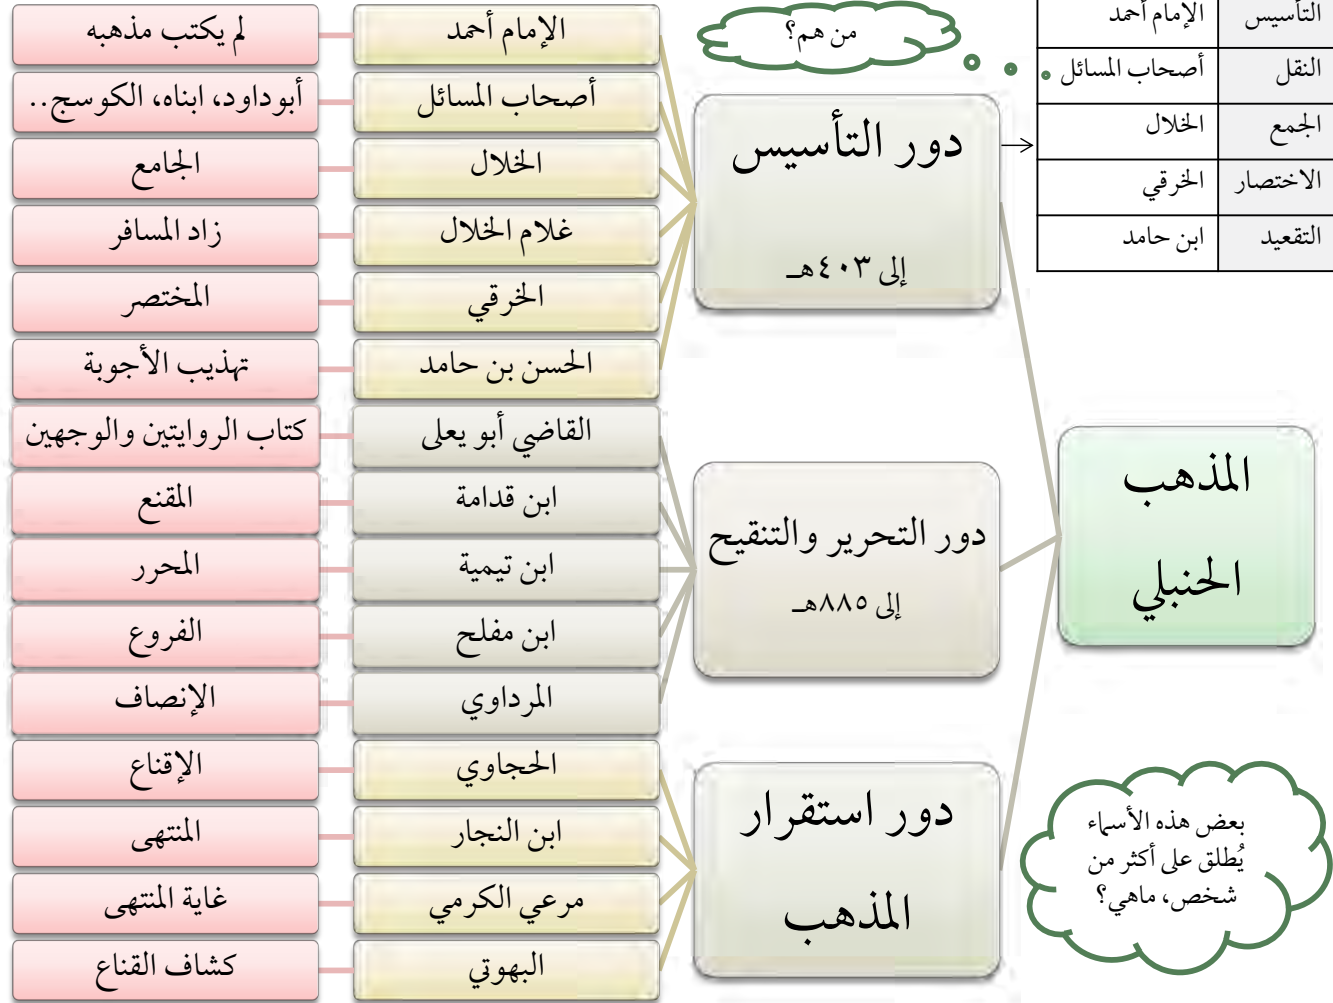 التأسيس الإمام أحمد
النقل أصحاب المسائل
الجمع الخلال
الاختصار الخرقي
التقعيد ابن حامد
من هم؟
المذهب
الحنبلي
دور التأسيس
إلى ٤٠٣هـ
الإمام أحمد لم يكتب مذهبه
أصحاب المسائل أبوداود، ابناه، الكوسج..
الخلال الجامع
غلام الخلال زاد المسافر
الخرقي المختصر
الحسن بن حامد تهذيب الأجوبة
دور التحرير والتنقيح
إلى ٨٨٥هـ
القاضي أبو يعلى كتاب الروايتين والوجهين
ابن قدامة المقنع
ابن تيمية المحرر
ابن مفلح الفروع
المرداوي الإنصاف
دور استقرار
المذهب
الحجاوي الإقناع
ابن النجار المنتهى
مرعي الكرمي غاية المنتهى
البهوتي كشاف القناع
بعض هذه الأسماء
يُطلق على أكثر من
شخص، ماهي؟